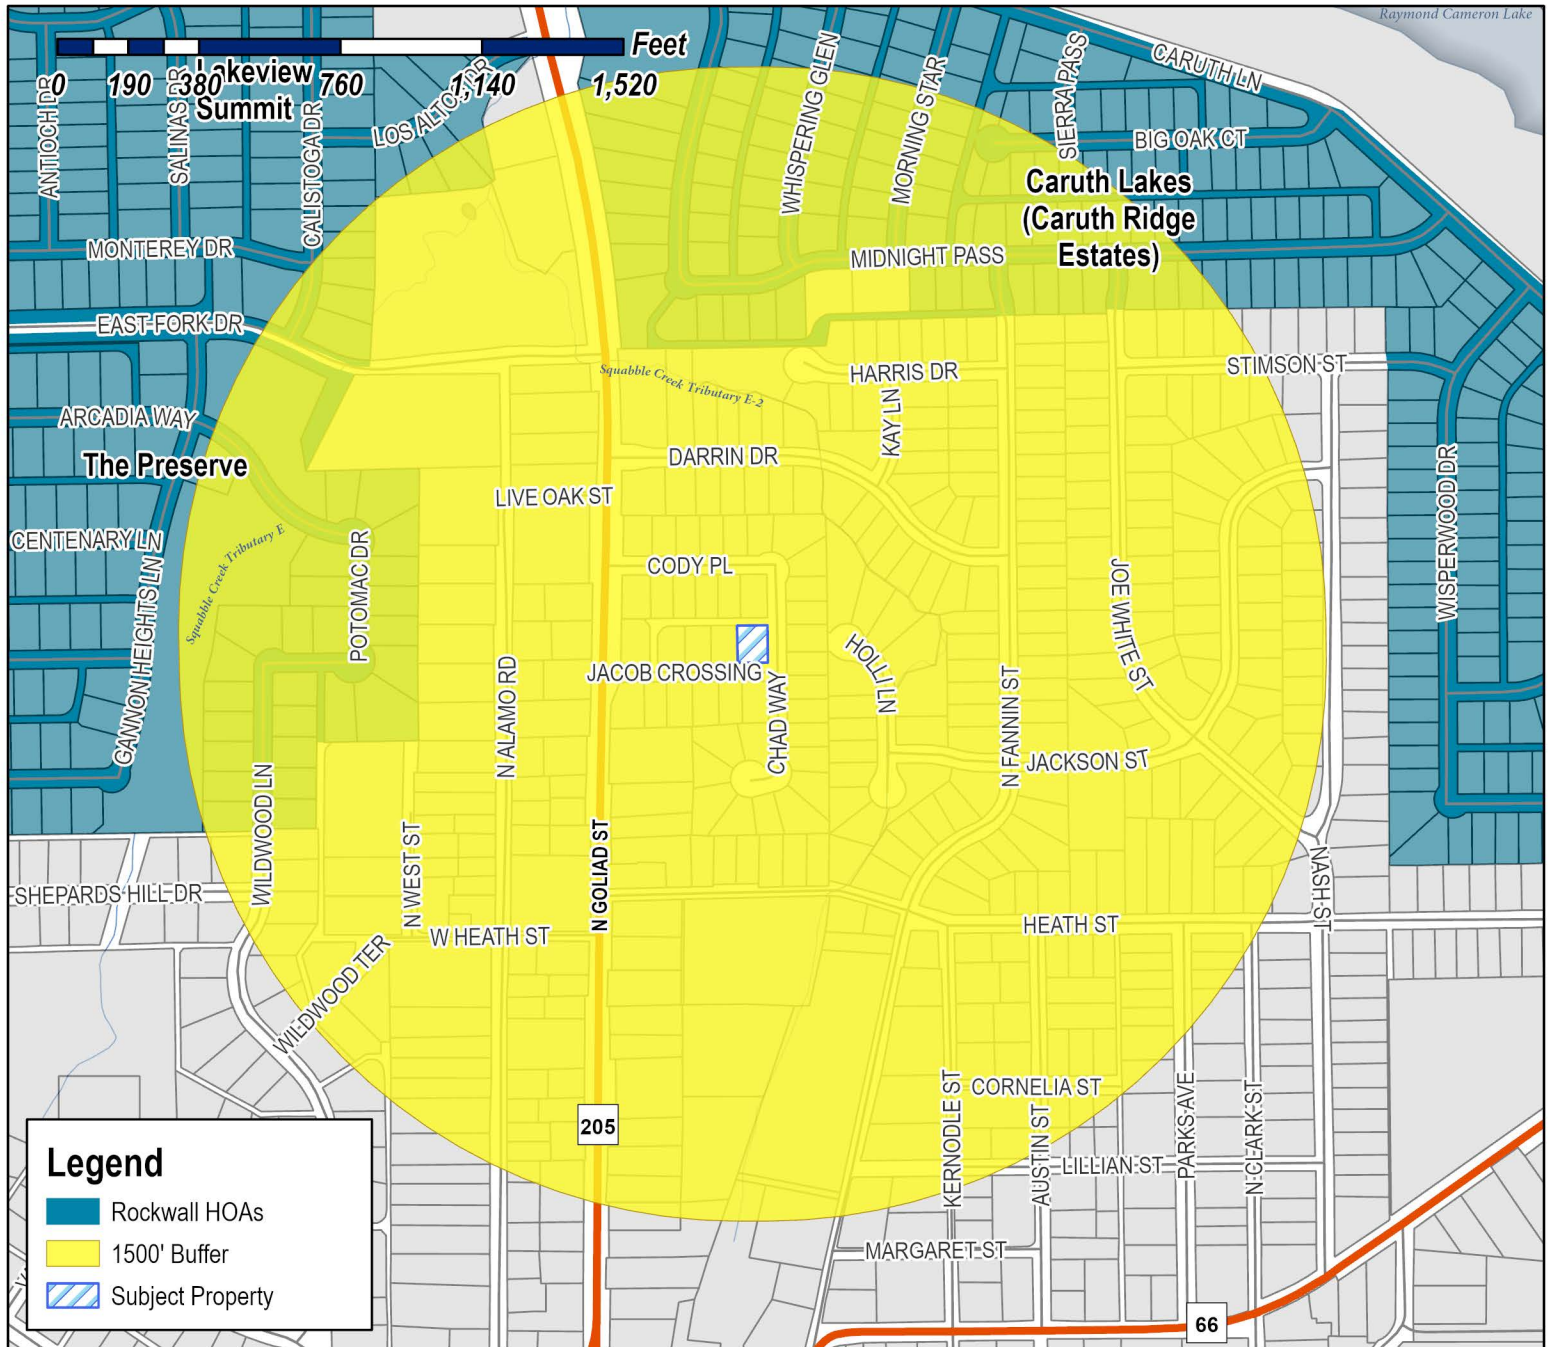 Raymond Cameron Lake
Feet
0 190 380 760 1,140 1,520
Lakeview
Summit
ANTIOCH DR
SALINAS DR
CALISTOGA DR
LOS ALTOS DR
WHISPERING GLEN
MORNING STAR
SIERRA PASS
CARUTH LN
BIG OAK CT
Caruth Lakes
(Caruth Ridge
Estates)
MONTEREY DR
MIDNIGHT PASS
EAST FORK DR
Squabble Creek Tributary E-2
HARRIS DR
STIMSON ST
KAY LN
ARCADIA WAY
The Preserve
DARRIN DR
LIVE OAK ST
WISPERWOOD DR
CENTENARY LN
Squabble Creek Tributary E
POTOMAC DR
CODY PL
JOE WHITE ST
GANNON HEIGHTS LN
JACOB CROSSING
HOLLI LN
N ALAMO RD
CHAD WAY
N FANNIN ST
JACKSON ST
WILDWOOD LN
N WEST ST
N GOLIAD ST
NASH ST
SHEPARDS HILL DR
W HEATH ST
HEATH ST
WILDWOOD TER
KERNODLE ST
CORNELIA ST
AUSTIN ST
PARKS AVE
N CLARK ST
205
LILLIAN ST
MARGARET ST
66
Legend
Rockwall HOAs
1500' Buffer
Subject Property